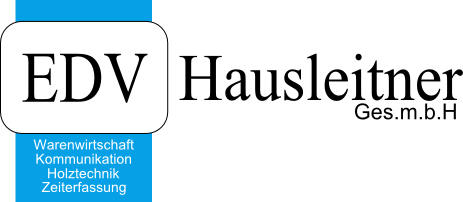 EDV Hausleitner
Ges.m.b.H
Warenwirtschaft
Kommunikation
Holztechnik
Zeiterfassung